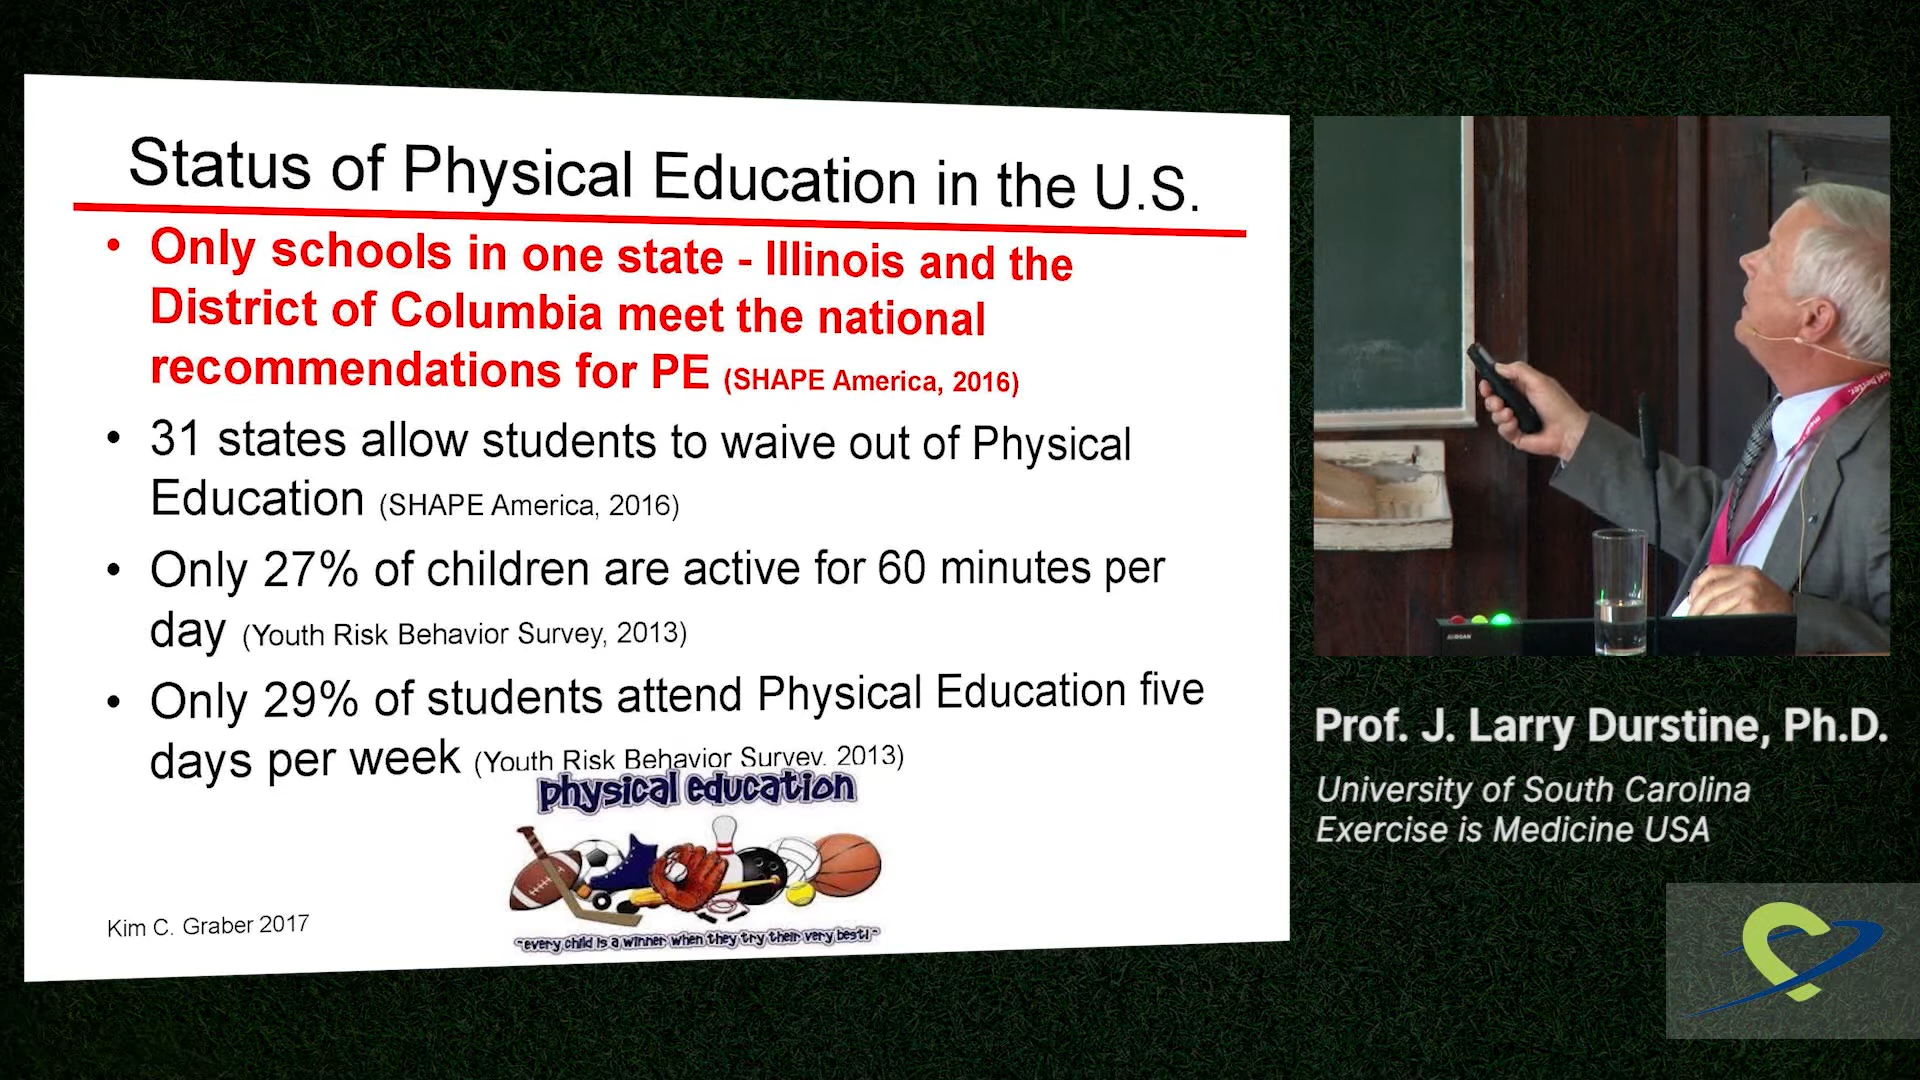 Status of Physical Education in the U.S.
• Only schools in one state - Illinois and the
District of Columbia meet the national
recommendations for PE (SHAPE America, 2016)
• 31 states allow students to waive out of Physical
Education (SHAPE America, 2016)
• Only 27% of children are active for 60 minutes per
day (Youth Risk Behavior Survey, 2013)
• Only 29% of students attend Physical Education five
days per week (Youth Risk Behavior Survey, 2013)
physical education
"every child is a winner when they try their very best!"
Kim C. Graber 2017
Prof. J. Larry Durstine, Ph.D.
University of South Carolina
Exercise is Medicine USA